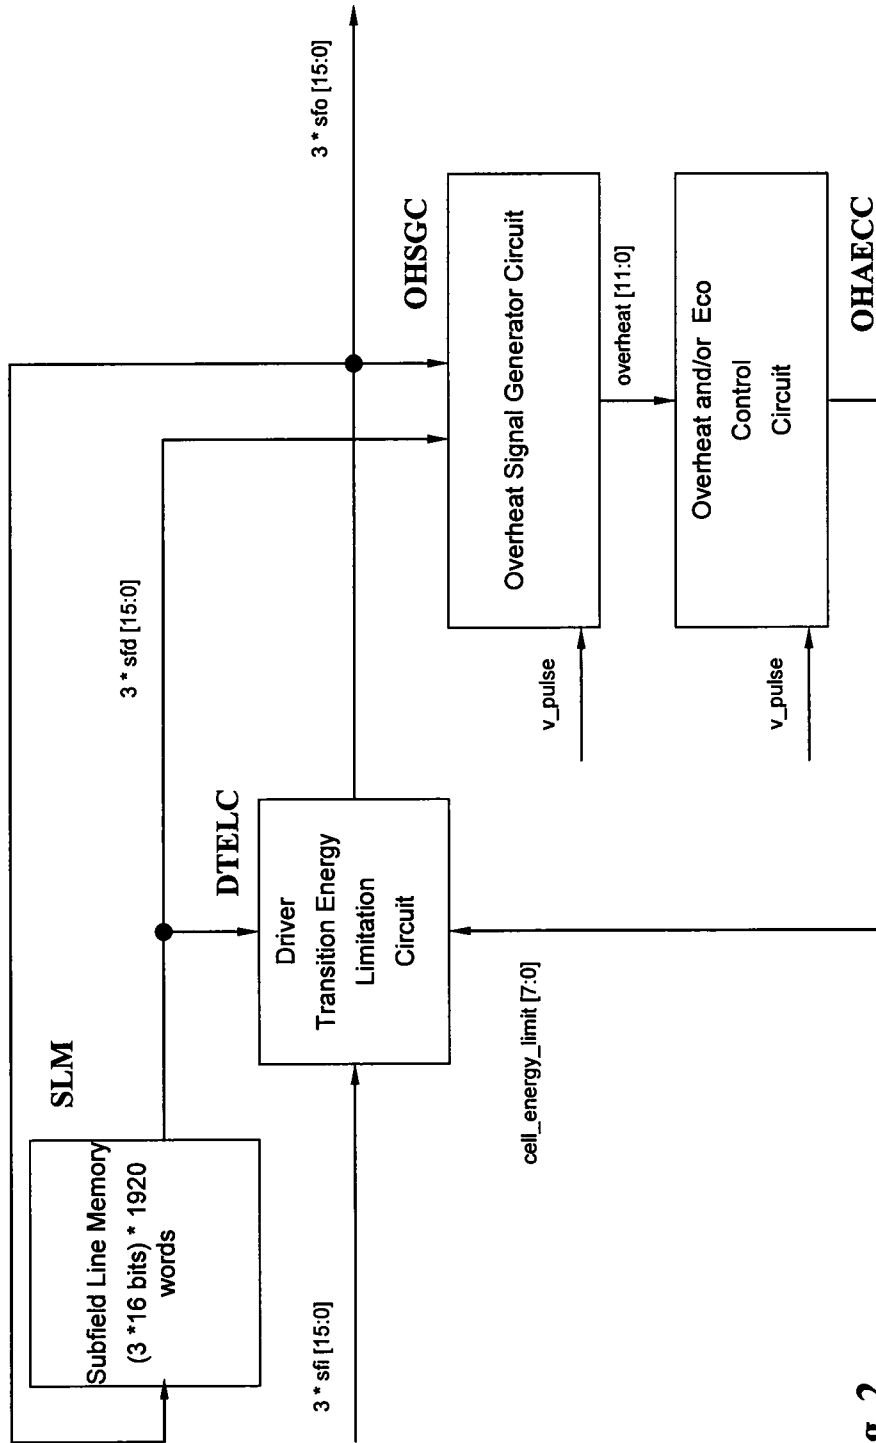 SLM
Subfield Line Memory
(3 *16 bits) * 1920
words
3 * sfd [15:0]
3 * sfo [15:0]
3 * sfi [15:0]
DTELC
Driver
Transition Energy
Limitation
Circuit
cell_energy_limit [7:0]
OHSGC
Overheat Signal Generator Circuit
v_pulse
overheat [11:0]
Overheat and/or Eco
Control
Circuit
v_pulse
OHAECC
g. 2